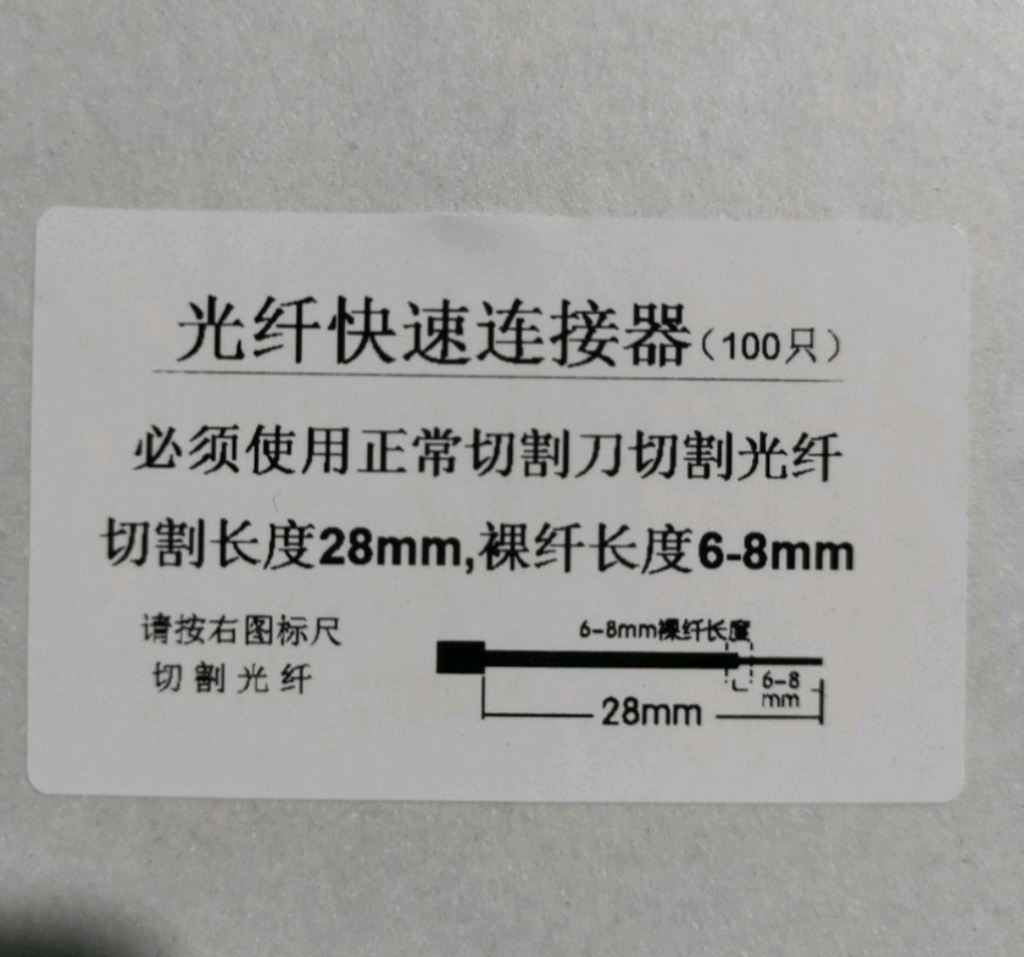 光纤快速连接器(100只)
必须使用正常切割刀切割光纤
切割长度28mm,裸纤长度6-8mm
请按右图标尺
切割光纤
6-8mm裸纤长度
6-8
mm
28mm